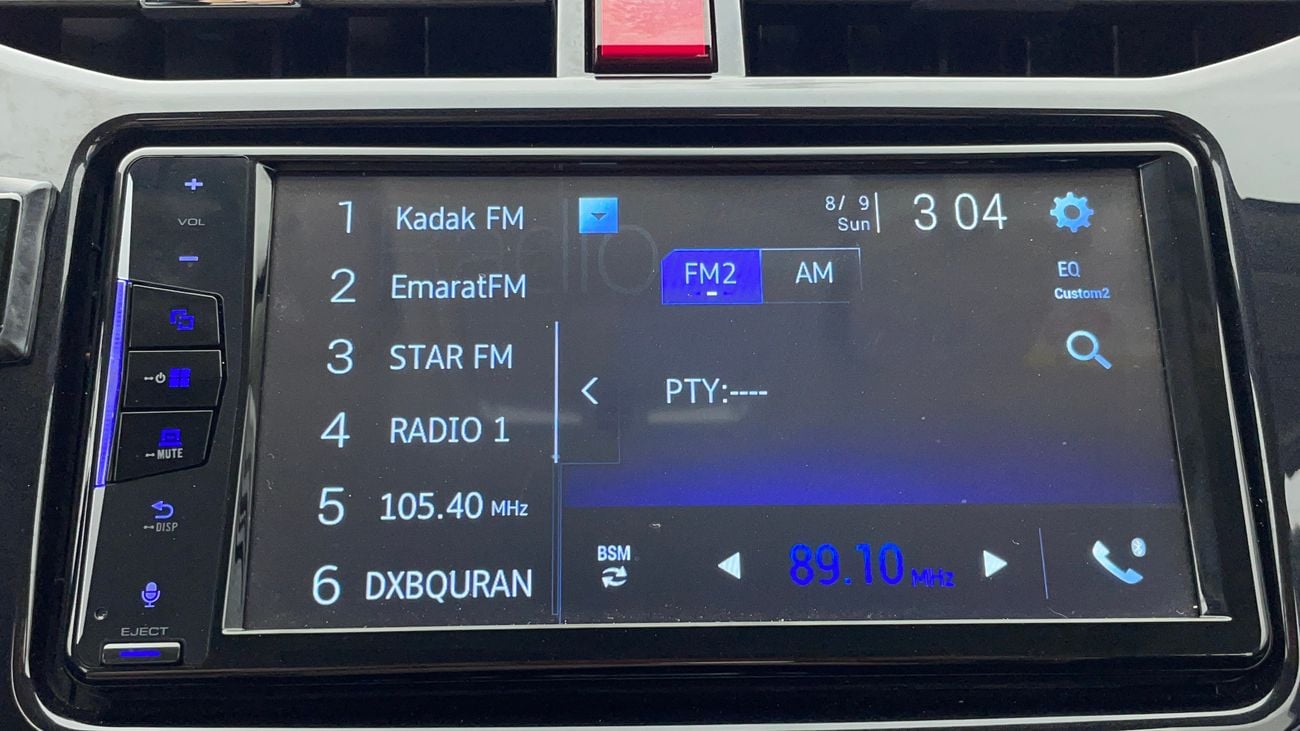 VOL
MUTE
DISP
EJECT
1 Kadak FM
2 EmaratFM
3 STAR FM
4 RADIO 1
5 105.40 MHz
6 DXBQURAN
8/ 9
Sun
3 04
FM2 AM
EQ
Custom2
PTY:----
BSM
89.10 MHz